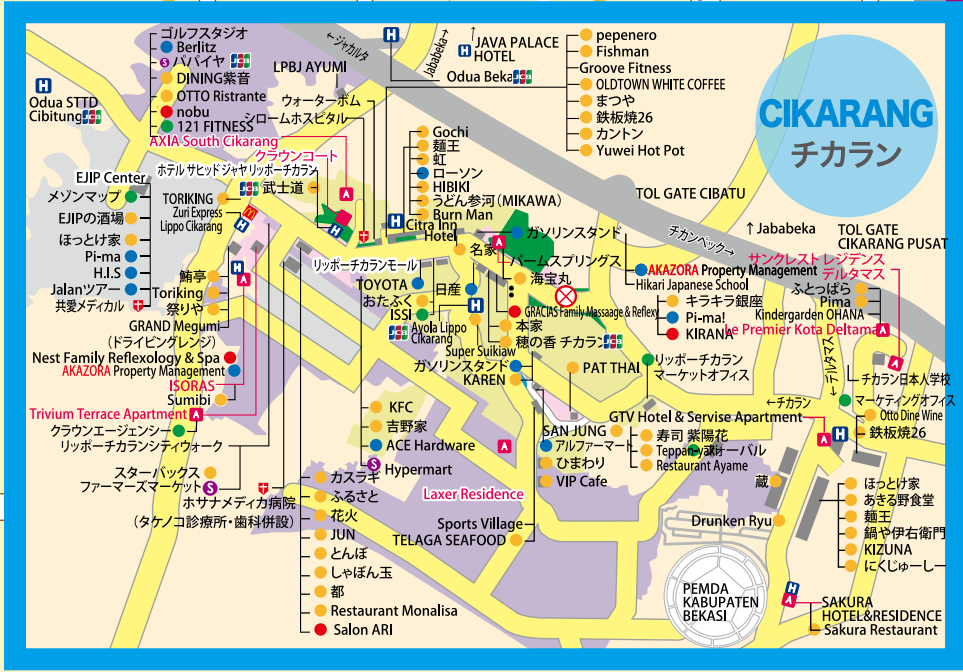 CIKARANG
チカラン
ゴルフスタジオ
Berlitz
パパイヤ JCB
DINING紫音
OTTO Ristrante
nobu
121 FITNESS
AXIA South Cikarang
LPBJ AYUMI
ウォーターボム
シロームホスピタル
クラウンコート
ホテル サヒッド ジャヤ リッポーチカラン
JCB 武士道
←ジャカルタ
Jababeka→
H
JAVA PALACE
HOTEL
Odua Beka JCB
pepenero
Fishman
Groove Fitness
OLDTOWN WHITE COFFEE
まつや
鉄板焼26
カントン
Yuwei Hot Pot
H
Odua STTD
Cibitung JCB
EJIP Center
メゾンマップ
EJIPの酒場
ほっとけ家
Pi-ma
H.I.S
Jalanツアー
共愛メディカル
TORIKING
Zuri Express
Lippo Cikarang
Gochi
麺王
虹
ローソン
HIBIKI
うどん参河(MIKAWA)
Burn Man
Citra Inn
Hotel
TOL GATE CIBATU
チカンペック→
↑Jababeka
TOL GATE
CIKARANG PUSAT
ガソリンスタンド
名家
パームスプリングス
リッポーチカランモール
TOYOTA
おたふく
ISSI
JCB Ayola Lippo
Cikarang
日産
海宝丸
GRACIAS Family Massaage & Reflexy
本家
穂の香 チカラン JCB
Super Suikiaw
ガソリンスタンド
KAREN
AKAZORA Property Management
Hikari Japanese School
キラキラ銀座
Pi-ma!
KIRANA
サンクレスト レジデンス
デルタマス
ふとっぱら
Pima
Kindergarden OHANA
Le Premier Kota Deltamas
鮪亭
Toriking
祭りや
GRAND Megumi
(ドライビングレンジ)
Nest Family Reflexology & Spa
AKAZORA Property Management
ISORAS
Sumibi
Trivium Terrace Apartment
クラウンエージェンシー
リッポーチカランシティウォーク
スターバックス
ファーマーズマーケット
ホサナメディカ病院
(タケノコ診療所・歯科併設)
KFC
吉野家
ACE Hardware
Hypermart
PAT THAI
リッポーチカラン
マーケットオフィス
←デルタマス
チカラン日本人学校
マーケティングオフィス
←チカラン
Otto Dine Wine
鉄板焼26
GTV Hotel & Servise Apartment
SAN JUNG
アルファーマート
ひまわり
VIP Cafe
寿司 紫陽花
Teppan-yaki オーバル
Restaurant Ayame
カスラギ
ふるさと
花火
JUN
とんぼ
しゃぼん玉
都
Restaurant Monalisa
Salon ARI
Laxer Residence
Sports Village
TELAGA SEAFOOD
蔵
Drunken Ryu
ほっとけ家
あきる野食堂
麺王
鍋や伊右衛門
KIZUNA
にくじゅーしー
PEMDA
KABUPATEN
BEKASI
SAKURA
HOTEL&RESIDENCE
Sakura Restaurant